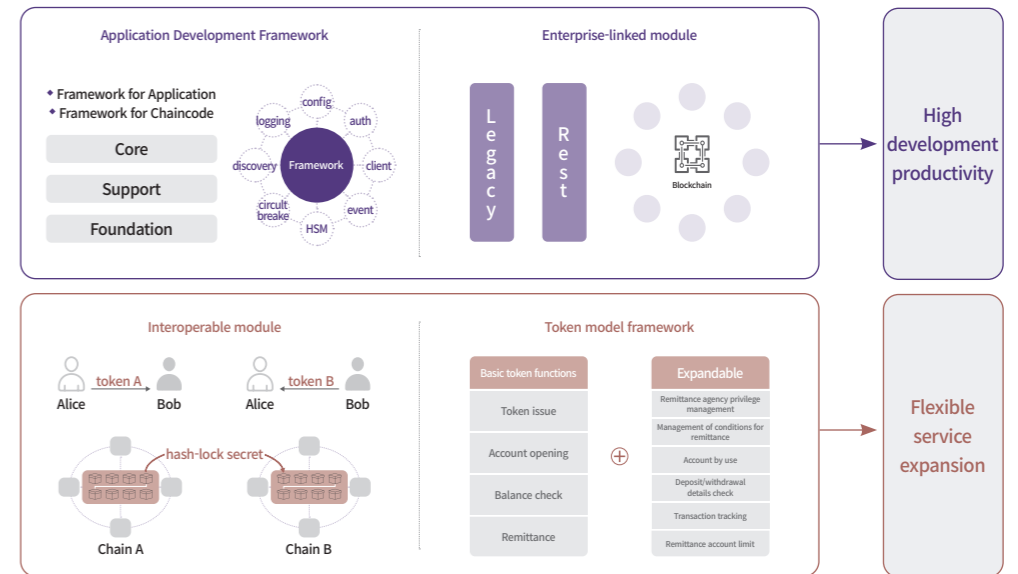 Application Development Framework
◆ Framework for Application
◆ Framework for Chaincode
Core
Support
Foundation
config
logging
auth
discovery
Framework
client
circult
breake
event
HSM
Enterprise-linked module
Legacy
Rest
Blockchain
High
development
productivity
Interoperable module
token A
Alice
Bob
token B
Alice
Bob
hash-lock secret
Chain A
Chain B
Token model framework
Basic token functions
Token issue
Account opening
Balance check
Remittance
Expandable
Remittance agency privilege
management
Management of conditions for
remittance
Account by use
Deposit/withdrawal
details check
Transaction tracking
Remittance account limit
Flexible
service
expansion